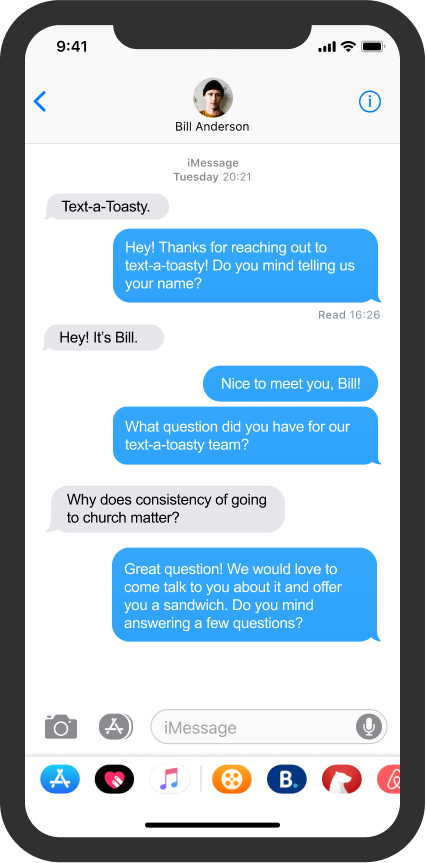 9:41
Bill Anderson
iMessage
Tuesday 20:21
Text-a-Toasty.
Hey! Thanks for reaching out to
text-a-toasty! Do you mind telling us
your name?
Read 16:26
Hey! It’s Bill.
Nice to meet you, Bill!
What question did you have for our
text-a-toasty team?
Why does consistency of going
to church matter?
Great question! We would love to
come talk to you about it and offer
you a sandwich. Do you mind
answering a few questions?
iMessage
B.